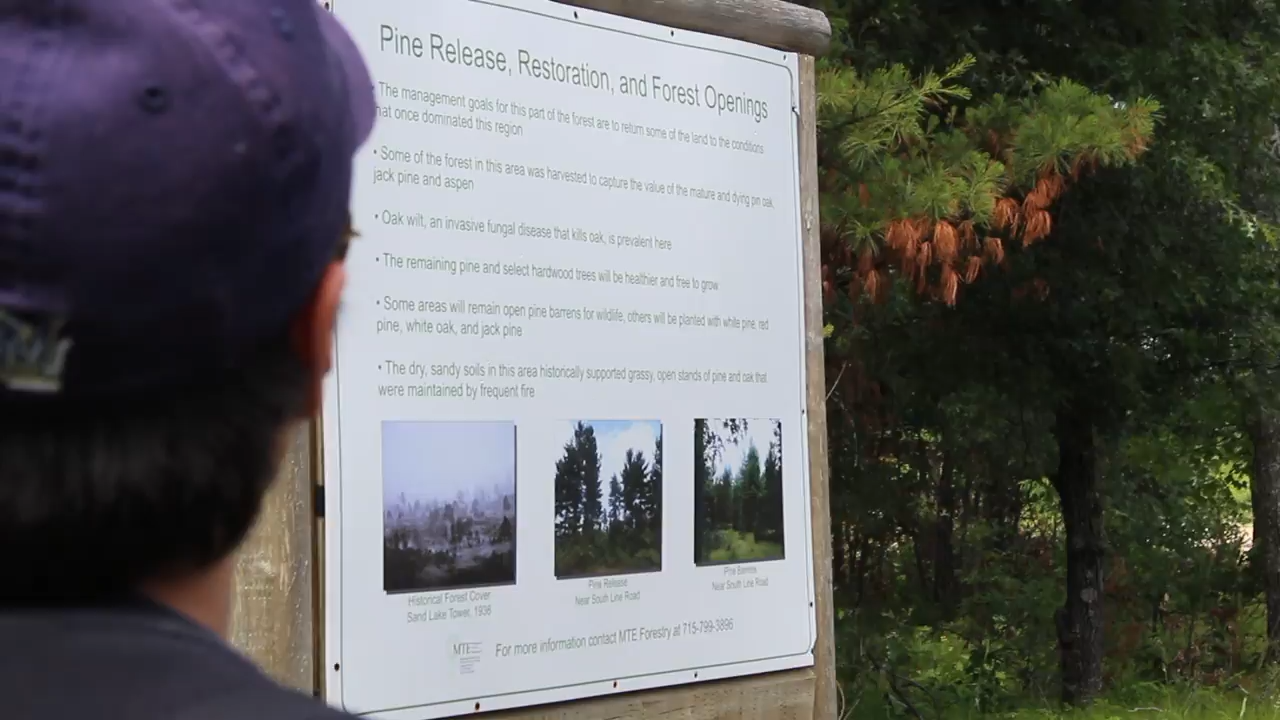 Pine Release, Restoration, and Forest Openings
The management goals for this part of the forest are to return some of the land to the conditions
hat once dominated this region
• Some of the forest in this area was harvested to capture the value of the mature and dying pin oak,
jack pine and aspen
• Oak wilt, an invasive fungal disease that kills oak, is prevalent here
• The remaining pine and select hardwood trees will be healthier and free to grow
• Some areas will remain open pine barrens for wildlife, others will be planted with white pine, red
pine, white oak, and jack pine
• The dry, sandy soils in this area historically supported grassy, open stands of pine and oak that
were maintained by frequent fire
Historical Forest Cover
Sand Lake Tower, 1936
Pine Release
Near South Line Road
Pine Barrens
Near South Line Road
MTE
For more information contact MTE Forestry at 715-799-3896